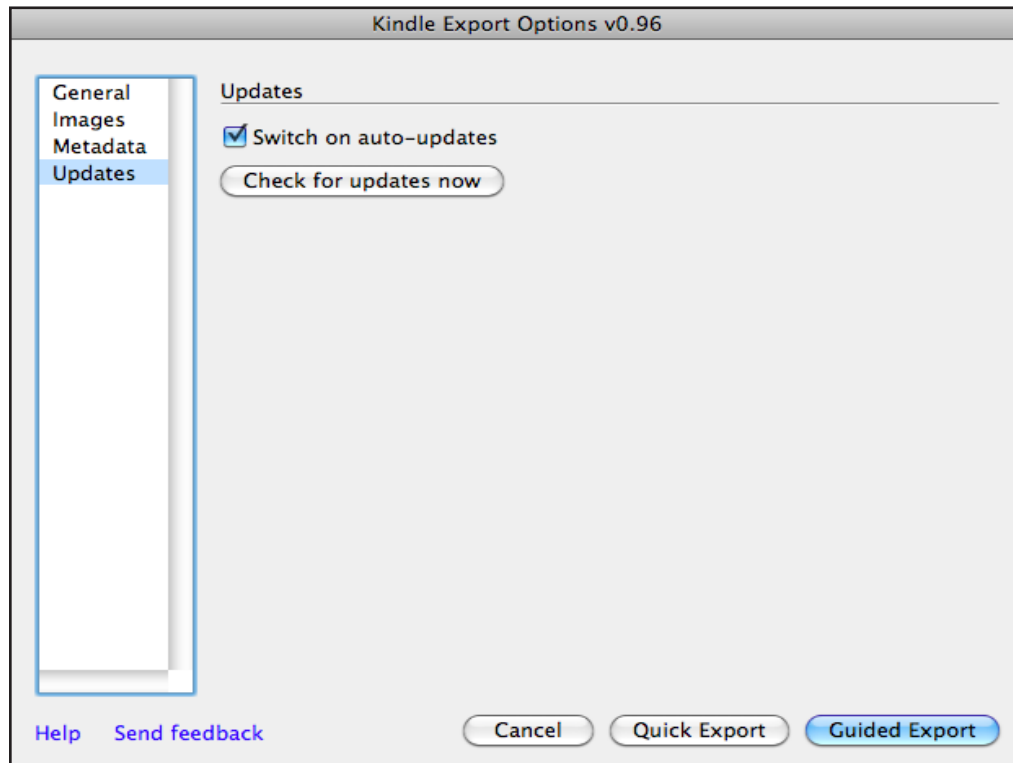 Kindle Export Options v0.96
General
Images
Metadata
Updates
Updates
Switch on auto-updates
Check for updates now
Help Send feedback Cancel Quick Export Guided Export